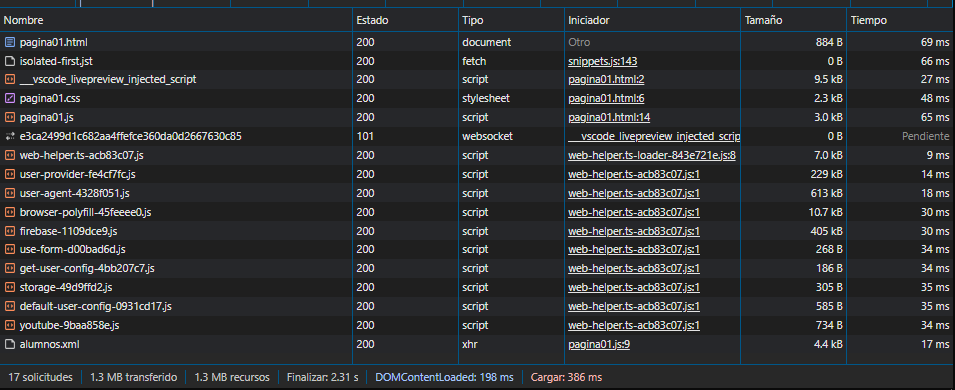 Nombre Estado Tipo Iniciador Tamaño Tiempo
pagina01.html 200 document Otro 884 B 69 ms
isolated-first.jst 200 fetch snippets.js:143 0 B 66 ms
___vscode_livepreview_injected_script 200 script pagina01.html:2 9.5 kB 27 ms
pagina01.css 200 stylesheet pagina01.html:6 2.3 kB 48 ms
pagina01.js 200 script pagina01.html:14 3.0 kB 65 ms
e3ca2499d1c682aa4ffefce360da0d2667630c85 101 websocket ___vscode_livepreview_injected_scrip 0 B Pendiente
web-helper.ts-acb83c07.js 200 script web-helper.ts-loader-843e721e.js:8 7.0 kB 9 ms
user-provider-fe4cf7fc.js 200 script web-helper.ts-acb83c07.js:1 229 kB 14 ms
user-agent-4328f051.js 200 script web-helper.ts-acb83c07.js:1 613 kB 18 ms
browser-polyfill-45feeee0.js 200 script web-helper.ts-acb83c07.js:1 10.7 kB 30 ms
firebase-1109dce9.js 200 script web-helper.ts-acb83c07.js:1 405 kB 30 ms
use-form-d00bad6d.js 200 script web-helper.ts-acb83c07.js:1 268 B 34 ms
get-user-config-4bb207c7.js 200 script web-helper.ts-acb83c07.js:1 186 B 34 ms
storage-49d9ffd2.js 200 script web-helper.ts-acb83c07.js:1 305 B 35 ms
default-user-config-0931cd17.js 200 script web-helper.ts-acb83c07.js:1 585 B 35 ms
youtube-9baa858e.js 200 script web-helper.ts-acb83c07.js:1 734 B 34 ms
alumnos.xml 200 xhr pagina01.js:9 4.4 kB 17 ms
17 solicitudes 1.3 MB transferido 1.3 MB recursos Finalizar: 2.31 s DOMContentLoaded: 198 ms Cargar: 386 ms